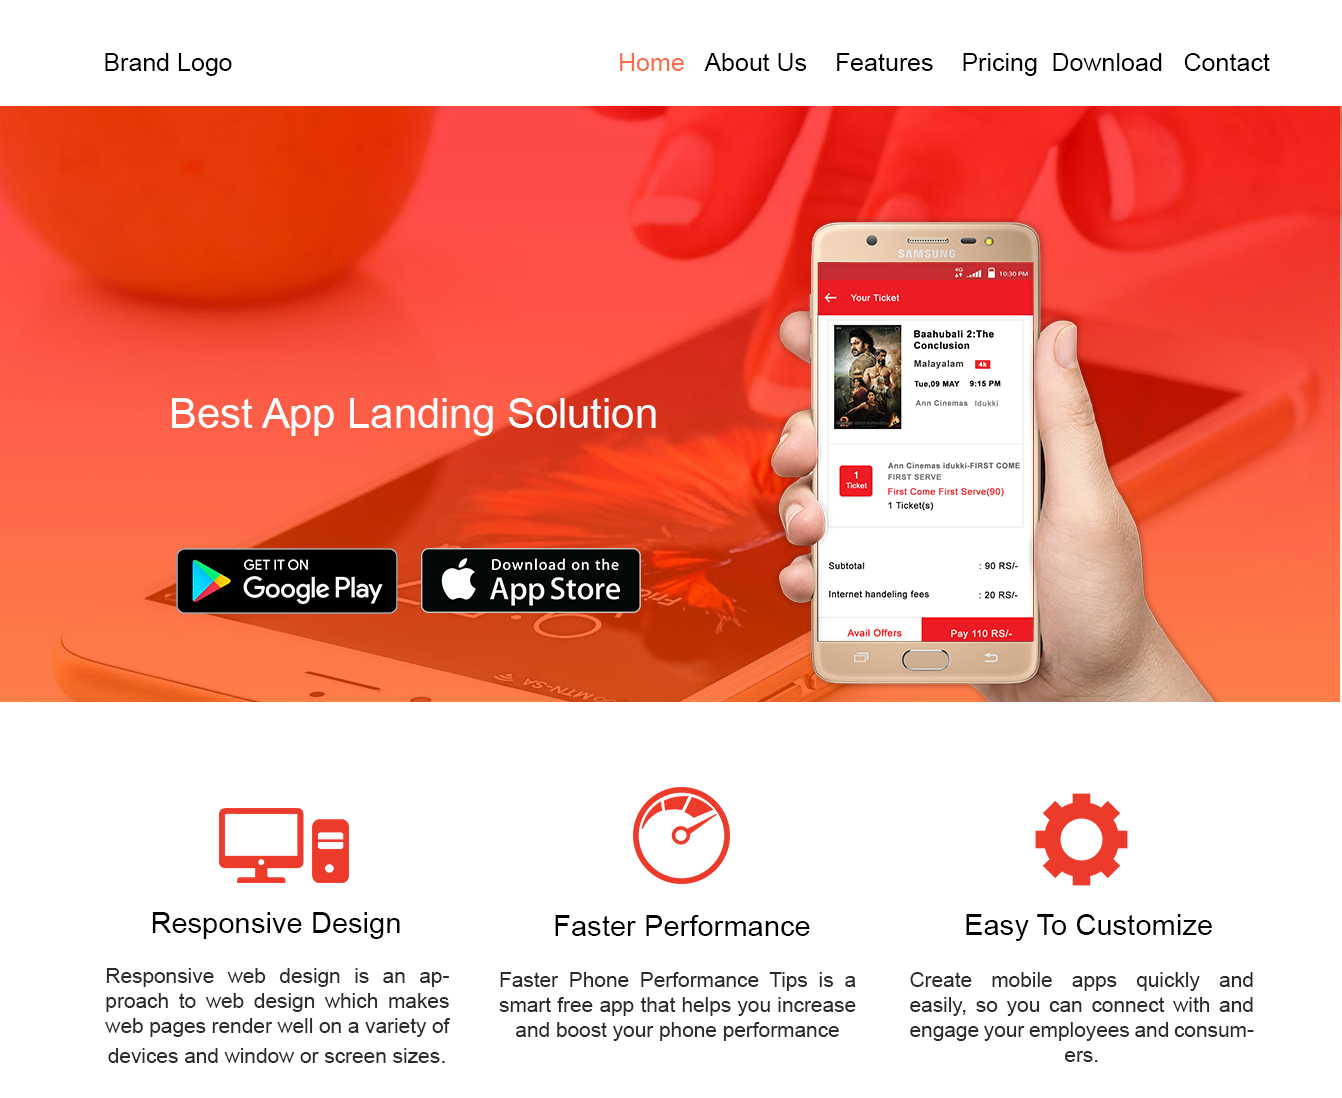 Brand Logo
Home About Us Features Pricing Download Contact
Best App Landing Solution
GET IT ON
Google Play
Download on the
App Store
SAMSUNG
4G 10:30 PM
Your Ticket
Baahubali 2:The
Conclusion
Malayalam 4k
Tue,09 MAY 9:15 PM
Ann Cinemas Idukki
1
Ticket
Ann Cinemas idukki-FIRST COME
FIRST SERVE
First Come First Serve(90)
1 Ticket(s)
Subtotal : 90 RS/-
Internet handeling fees : 20 RS/-
Avail Offers Pay 110 RS/-
Responsive Design
Responsive web design is an ap-
proach to web design which makes
web pages render well on a variety of
devices and window or screen sizes.
Faster Performance
Faster Phone Performance Tips is a
smart free app that helps you increase
and boost your phone performance
Easy To Customize
Create mobile apps quickly and
easily, so you can connect with and
engage your employees and consum-
ers.